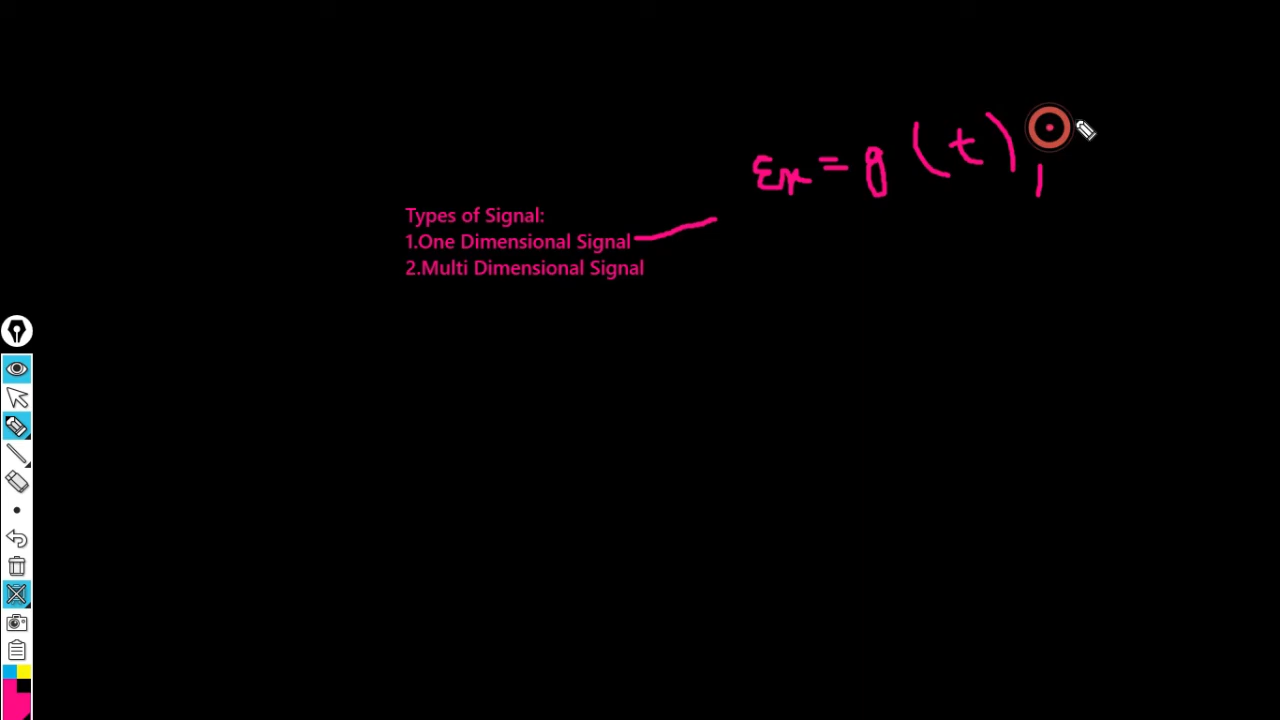 Ex = g (t),
Types of Signal:
1.One Dimensional Signal
2.Multi Dimensional Signal